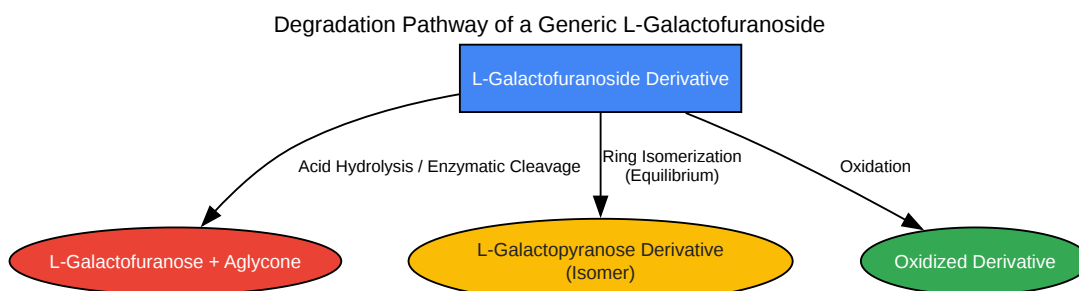 Degradation Pathway of a Generic L-Galactofuranoside
L-Galactofuranoside Derivative
Acid Hydrolysis / Enzymatic Cleavage
Ring Isomerization
(Equilibrium)
Oxidation
L-Galactofuranose + Aglycone
L-Galactopyranose Derivative
(Isomer)
Oxidized Derivative